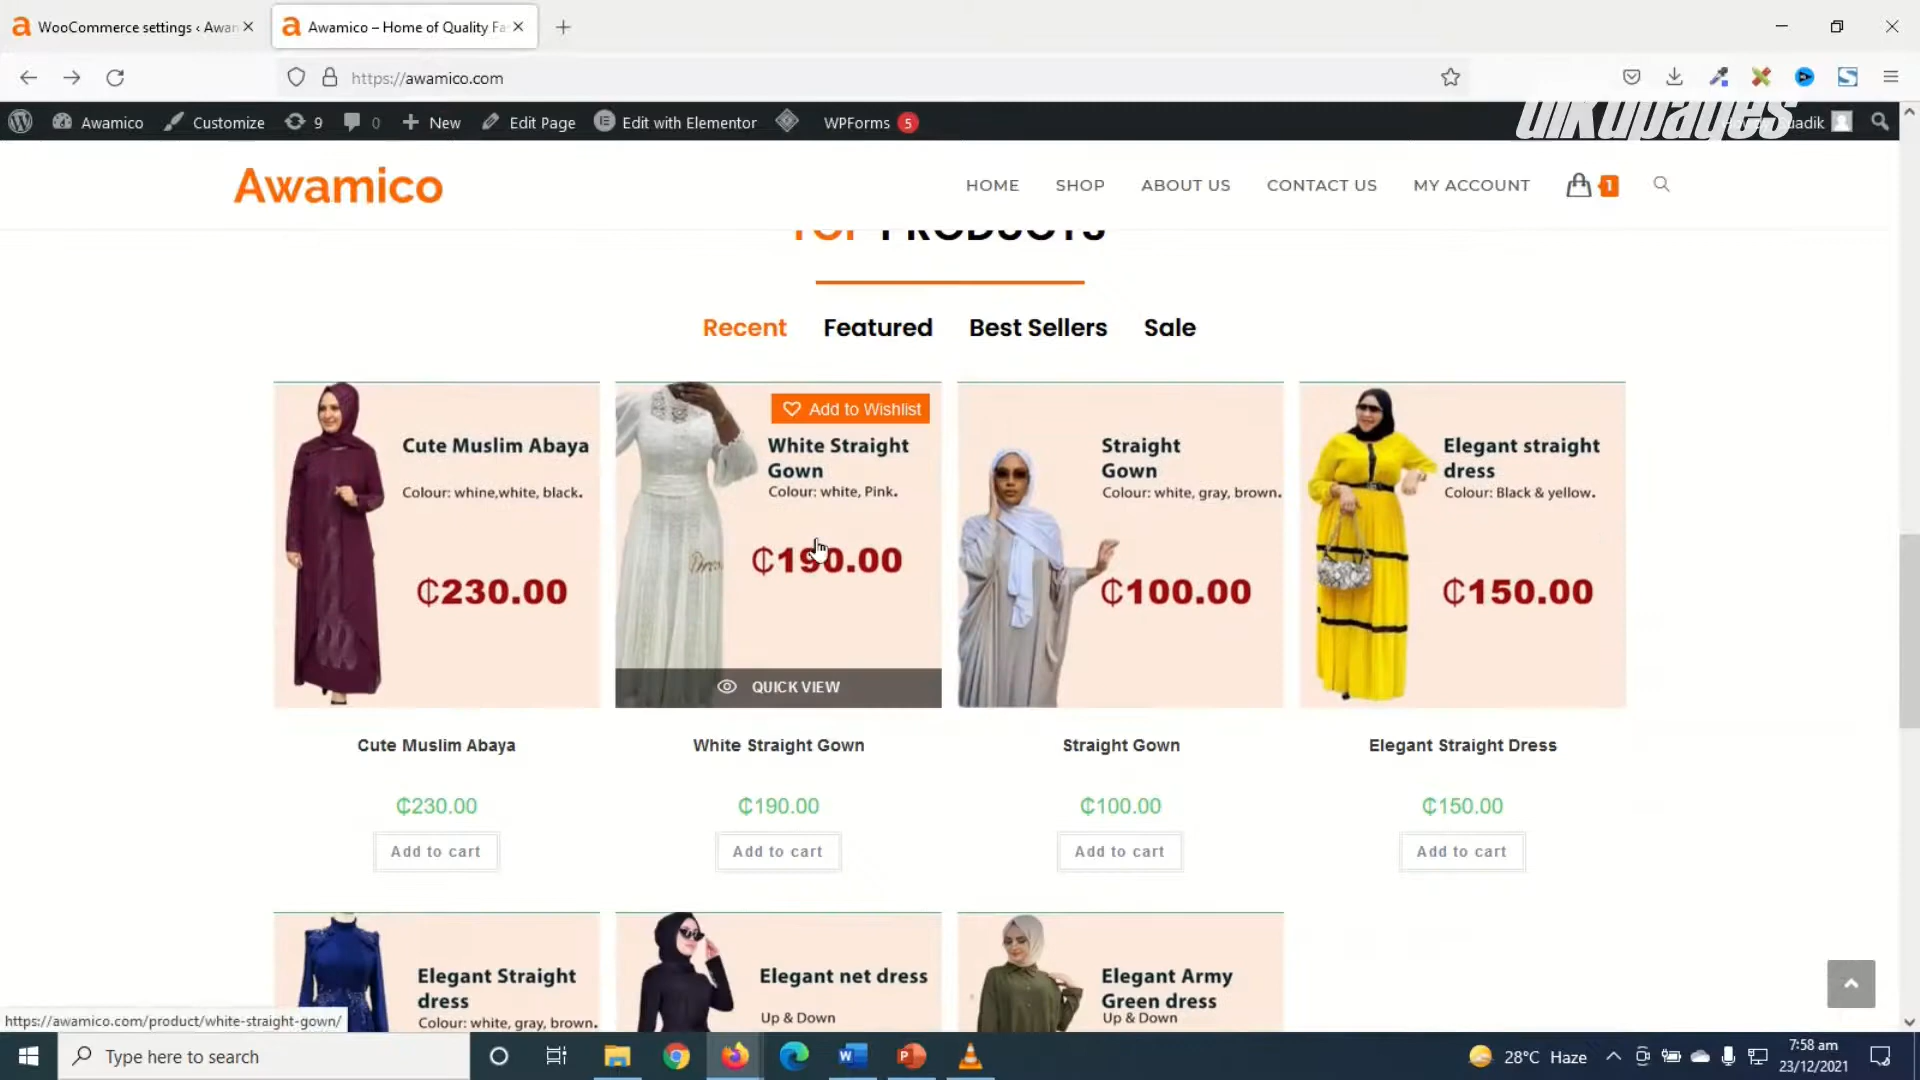 WooCommerce settings ‹ Awan
Awamico – Home of Quality Fa
https://awamico.com
Awamico
Customize
9
0
New
Edit Page
Edit with Elementor
WPForms
5
uadik
Awamico
HOME
SHOP
ABOUT US
CONTACT US
MY ACCOUNT
1
TOP PRODUCTS
Recent
Featured
Best Sellers
Sale
Cute Muslim Abaya
Colour: whine,white, black.
₵230.00
Add to Wishlist
White Straight
Gown
Colour: white, Pink.
₵190.00
QUICK VIEW
Straight
Gown
Colour: white, gray, brown.
₵100.00
Elegant straight
dress
Colour: Black & yellow.
₵150.00
Cute Muslim Abaya
White Straight Gown
Straight Gown
Elegant Straight Dress
₵230.00
₵190.00
₵100.00
₵150.00
Add to cart
Add to cart
Add to cart
Add to cart
Elegant Straight
dress
Colour: white, gray, brown.
Elegant net dress
Up & Down
Elegant Army
Green dress
Up & Down
https://awamico.com/product/white-straight-gown/
Type here to search
28°C Haze
7:58 am
23/12/2021